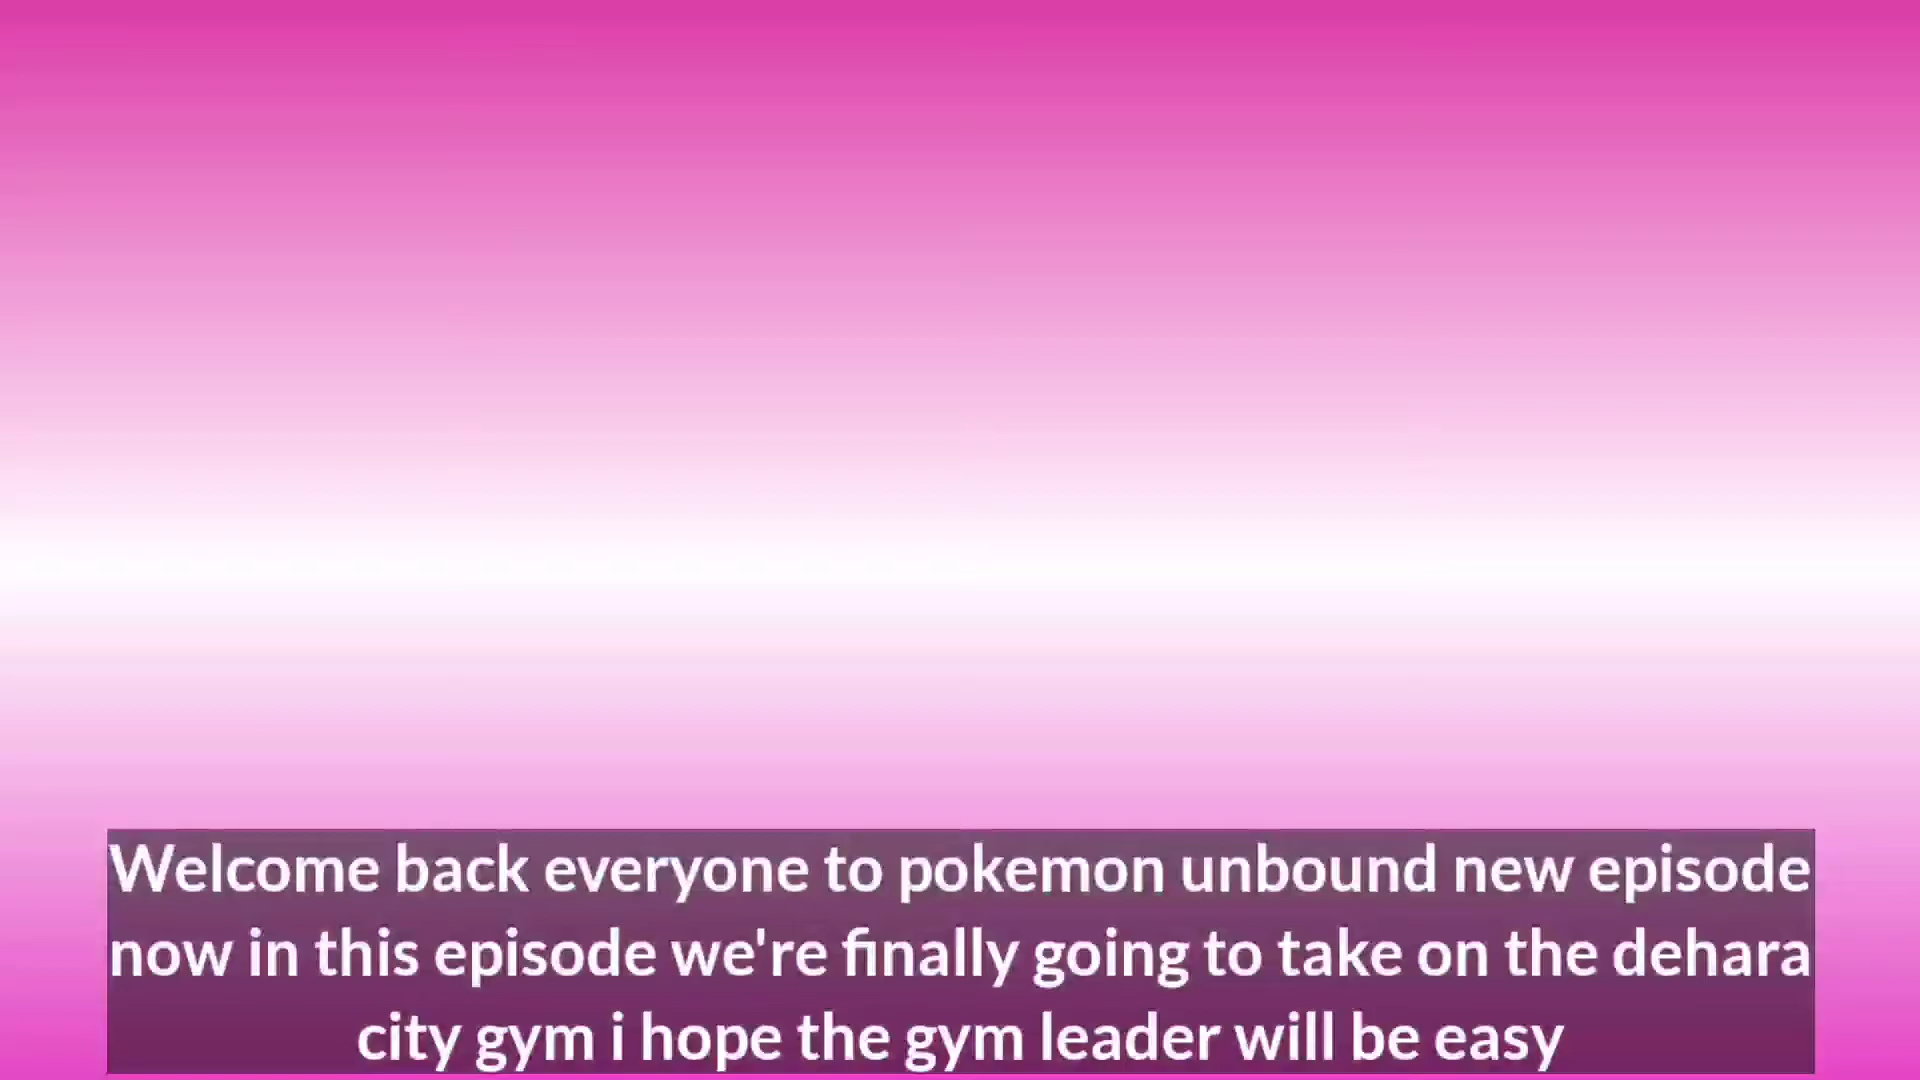 Welcome back everyone to pokemon unbound new episode
now in this episode we're finally going to take on the dehara
city gym i hope the gym leader will be easy